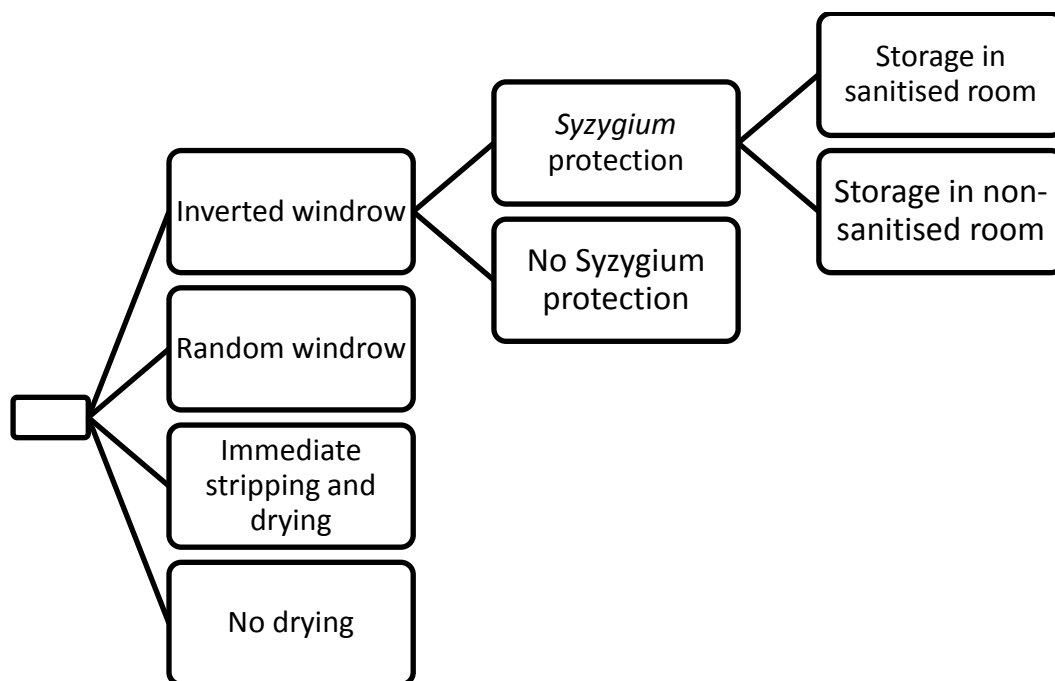 Storage in
sanitised room
Syzygium
protection
Storage in non-
sanitised room
Inverted windrow
No Syzygium
protection
Random windrow
Immediate
stripping and
drying
No drying